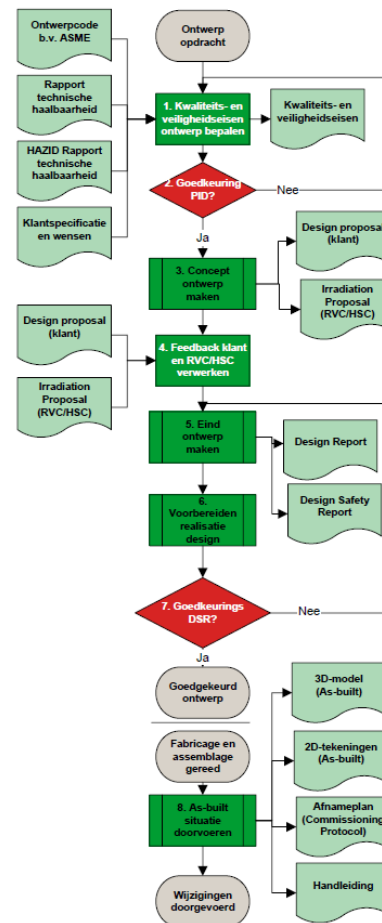 Ontwerpcode
b.v. ASME
Ontwerp
opdracht
Rapport
technische
haalbaarheid
1. Kwaliteits- en
veiligheidseisen
ontwerp bepalen
Kwaliteits- en
veiligheidseisen
HAZID Rapport
technische
haalbaarheid
2. Goedkeuring
PID?
Nee
Klantspecificatie
en wensen
Ja
Design proposal
(klant)
3. Concept
ontwerp
maken
Irradiation
Proposal
(RVC/HSC)
Design proposal
(klant)
4. Feedback klant
en RVC/HSC
verwerken
Irradiation
Proposal
(RVC/HSC)
5. Eind
ontwerp
maken
Design Report
6.
Voorbereiden
realisatie
design
Design Safety
Report
7. Goedkeurings
DSR?
Nee
Ja
Goedgekeurd
ontwerp
3D-model
(As-built)
Fabricage en
assemblage
gereed
2D-tekeningen
(As-built)
8. As-built
situatie
doorvoeren
Afnameplan
(Commissioning
Protocol)
Wijzigingen
doorgevoerd
Handleiding